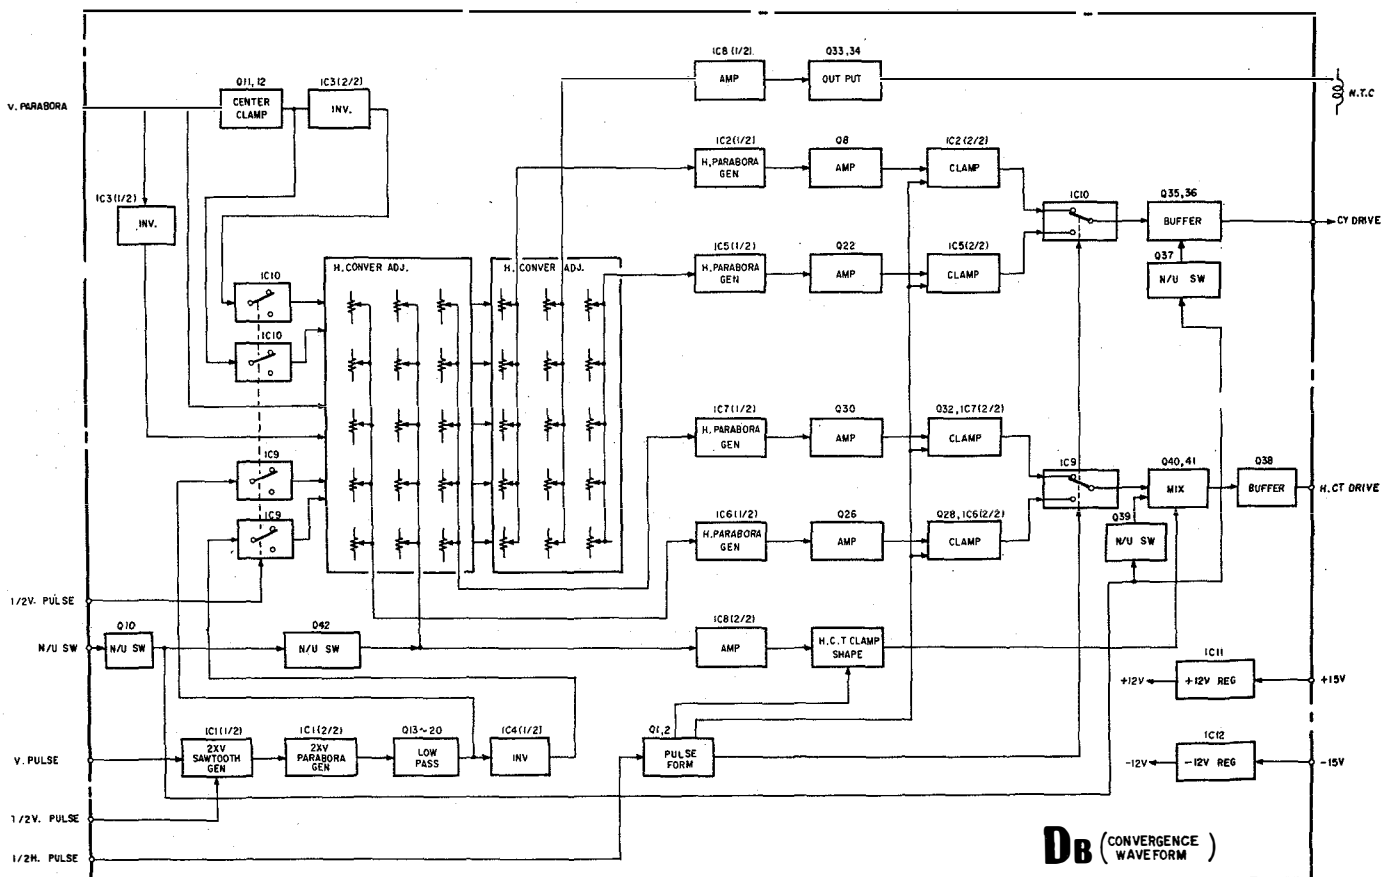 IC8 (1/2)
Q33, 34
AMP
OUT PUT
N.T.C
Q11, 12
IC3(2/2)
V. PARABORA
CENTER
CLAMP
INV.
IC2(1/2)
Q8
IC2(2/2)
H.PARABORA
GEN
AMP
CLAMP
IC3(1/2)
INV.
IC10
Q35,36
BUFFER
CY DRIVE
IC5(1/2)
Q22
IC5(2/2)
H.PARABORA
GEN
AMP
CLAMP
Q37
N/U SW
IC10
H.CONVER ADJ.
H.CONVER ADJ.
IC10
IC7(1/2)
Q30
Q32,IC7(2/2)
H.PARABORA
GEN
AMP
CLAMP
IC9
IC9
Q40,41
Q38
MIX
BUFFER
H.CT DRIVE
IC9
IC6(1/2)
Q26
Q28,IC6(2/2)
Q39
H.PARABORA
GEN
AMP
CLAMP
N/U SW
1/2V. PULSE
Q10
Q42
IC8(2/2)
N/U SW
N/U SW
N/U SW
AMP
H.C.T CLAMP
SHAPE
IC11
+12V
+12V REG
+15V
IC1(1/2)
IC1(2/2)
Q13~20
IC4(1/2)
Q1,2
V. PULSE
2XV
SAWTOOTH
GEN
2XV
PARABORA
GEN
LOW
PASS
INV
PULSE
FORM
IC12
-12V
-12V REG
-15V
1/2V. PULSE
1/2H. PULSE
DB (CONVERGENCE
WAVEFORM)